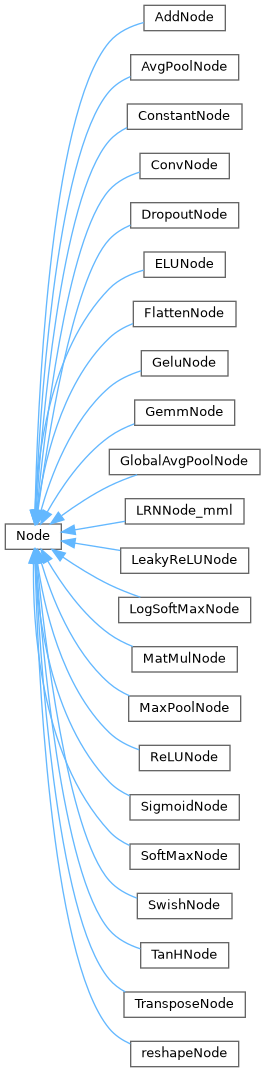 AddNode
AvgPoolNode
ConstantNode
ConvNode
DropoutNode
ELUNode
FlattenNode
GeluNode
GemmNode
GlobalAvgPoolNode
LRNNode_mml
Node
LeakyReLUNode
LogSoftMaxNode
MatMulNode
MaxPoolNode
ReLUNode
SigmoidNode
SoftMaxNode
SwishNode
TanHNode
TransposeNode
reshapeNode